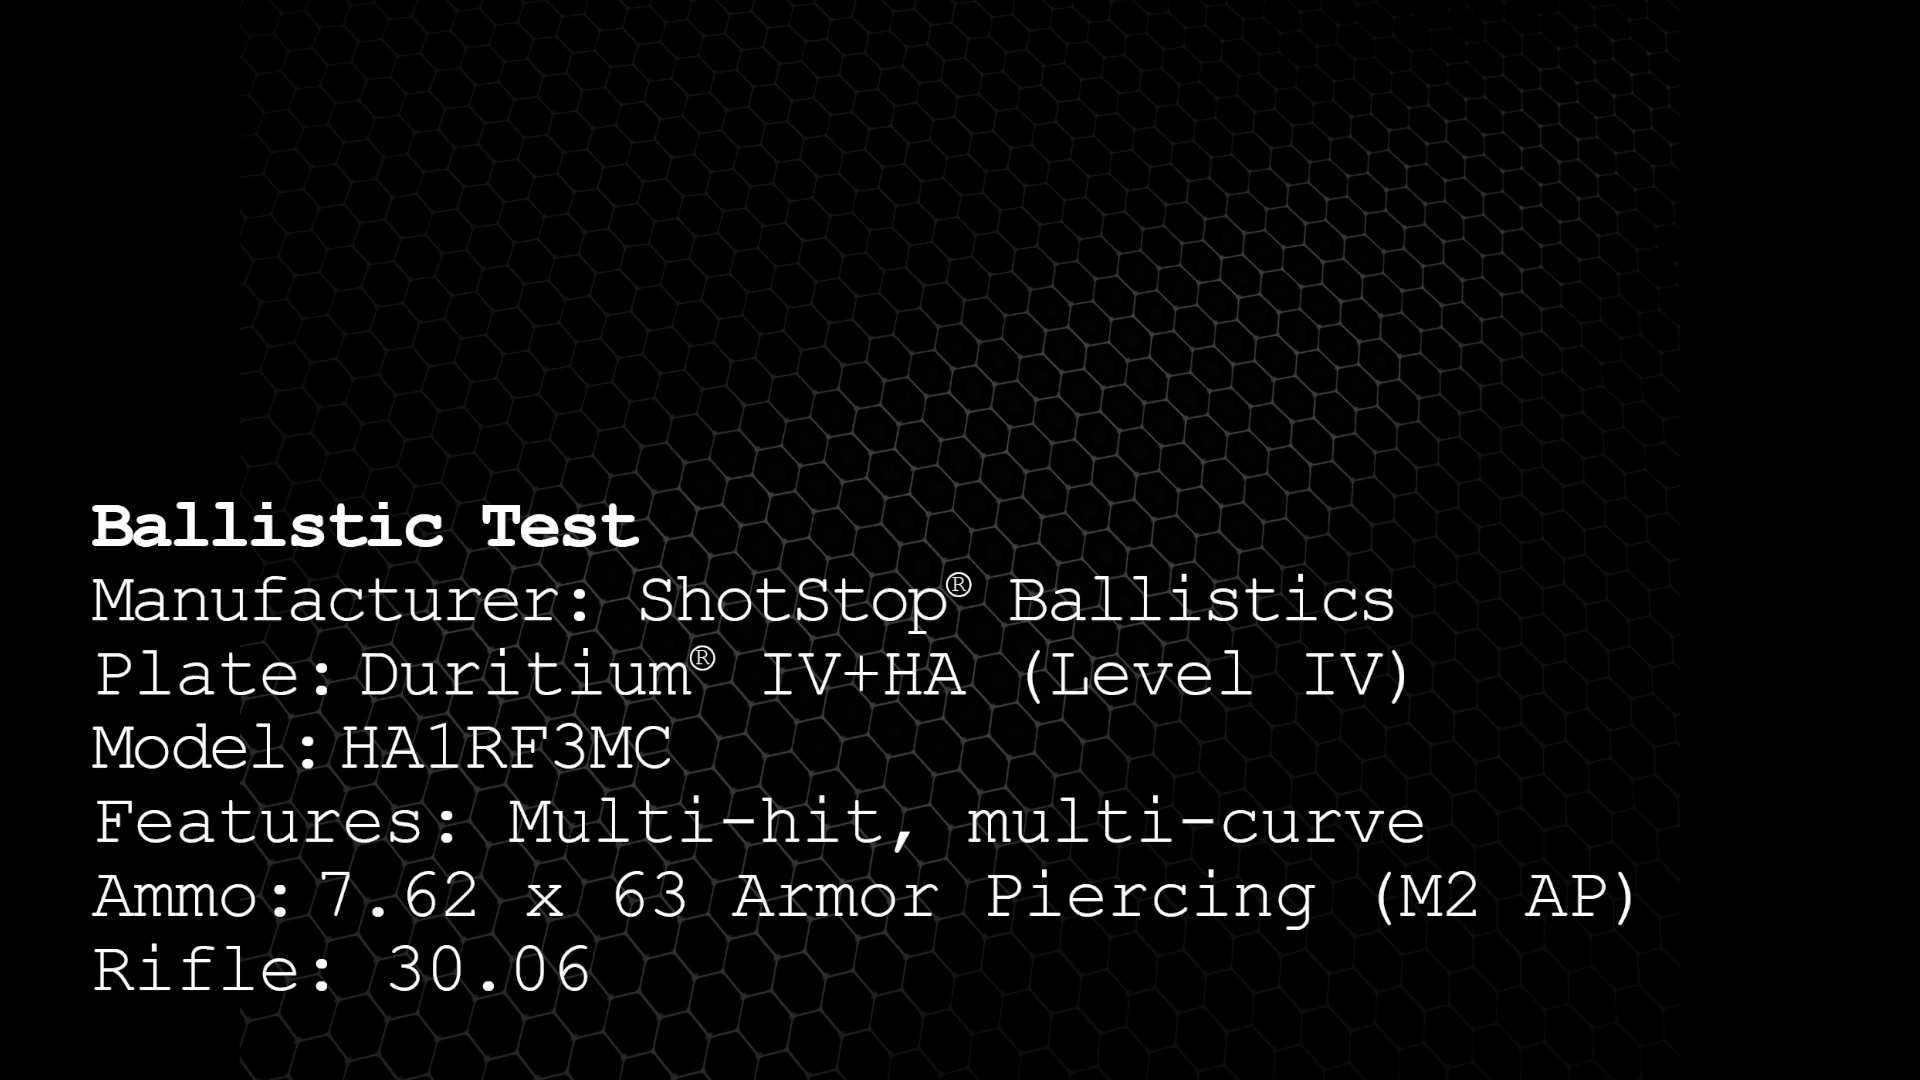 Ballistic Test
Manufacturer: ShotStop® Ballistics
Plate: Duritium® IV+HA (Level IV)
Model: HA1RF3MC
Features: Multi-hit, multi-curve
Ammo: 7.62 x 63 Armor Piercing (M2 AP)
Rifle: 30.06